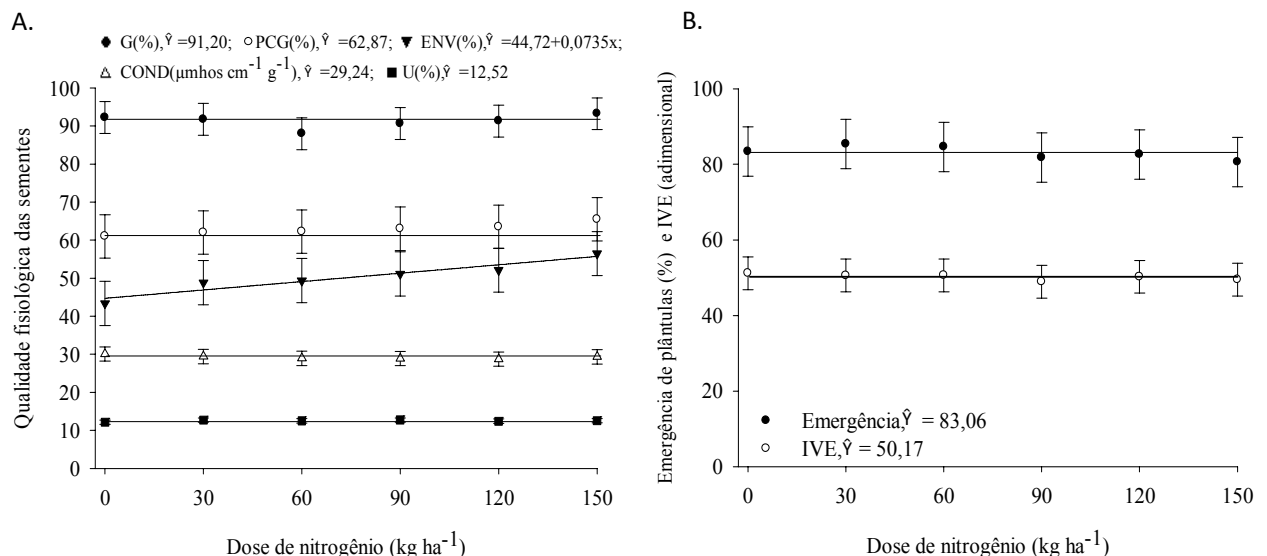 A.
G(%),Ŷ =91,20; PCG(%),Ŷ =62,87; ENV(%),Ŷ =44,72+0,0735x;
COND(µmhos cm-1 g-1),Ŷ =29,24; U(%),Ŷ =12,52
Qualidade fisiológica das sementes
100
90
80
70
60
50
40
30
20
10
0
0 30 60 90 120 150
Dose de nitrogênio (kg ha-1)
B.
Emergência de plântulas (%) e IVE (adimensional)
100
80
60
40
20
0
Emergência,Ŷ = 83,06
IVE,Ŷ = 50,17
0 30 60 90 120 150
Dose de nitrogênio (kg ha-1)